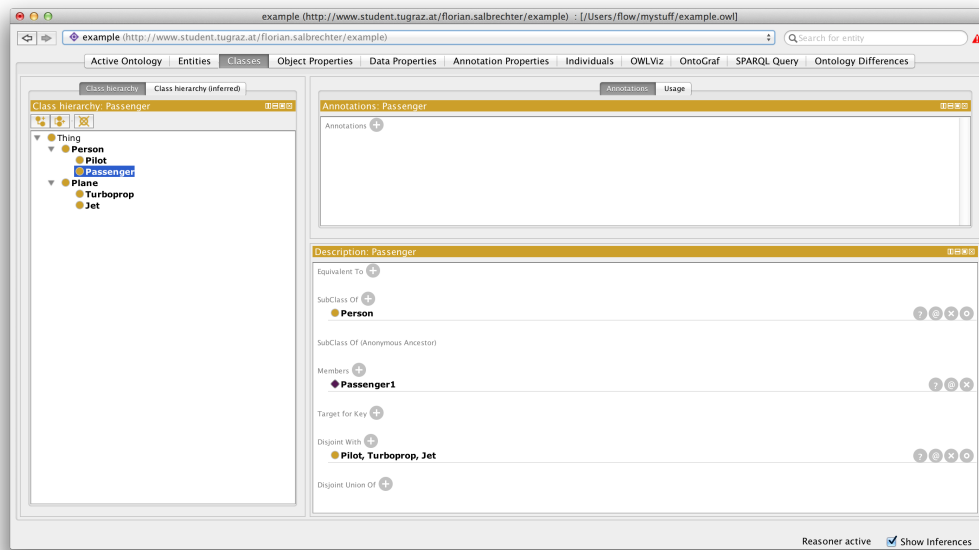 example (http://www.student.tugraz.at/florian.salbrechter/example) : [/Users/flow/mystuff/example.owl]
example (http://www.student.tugraz.at/florian.salbrechter/example)
Search for entity
Active Ontology Entities Classes Object Properties Data Properties Annotation Properties Individuals OWLViz OntoGraf SPARQL Query Ontology Differences
Class hierarchy Class hierarchy (inferred)
Class hierarchy: Passenger
Thing
Person
Pilot
Passenger
Plane
Turboprop
Jet
Annotations Usage
Annotations: Passenger
Annotations
Description: Passenger
Equivalent To
SubClass Of
Person
SubClass Of (Anonymous Ancestor)
Members
Passenger1
Target for Key
Disjoint With
Pilot, Turboprop, Jet
Disjoint Union Of
Reasoner active Show Inferences